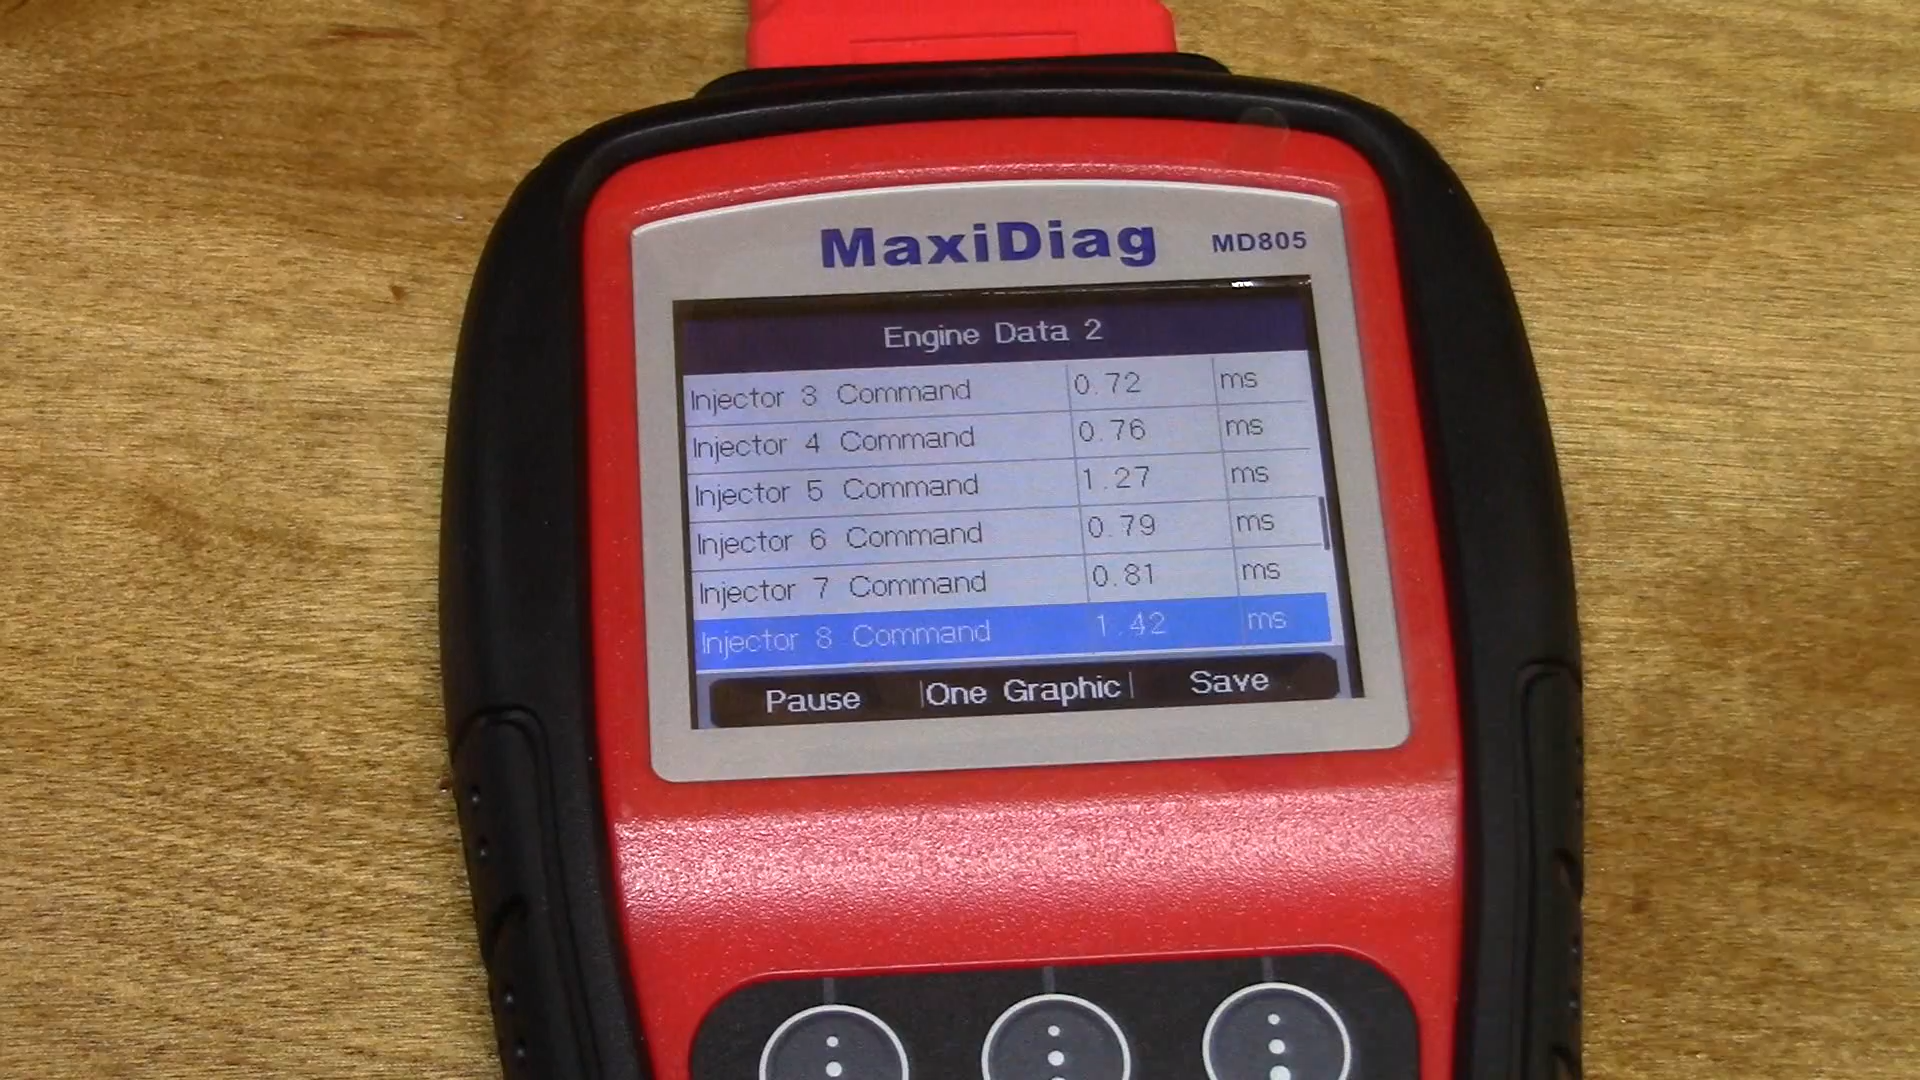 MaxiDiag MD805
Engine Data 2
Injector 3 Command 0.72 ms
Injector 4 Command 0.76 ms
Injector 5 Command 1.27 ms
Injector 6 Command 0.79 ms
Injector 7 Command 0.81 ms
Injector 8 Command 1.42 ms
Pause One Graphic Save